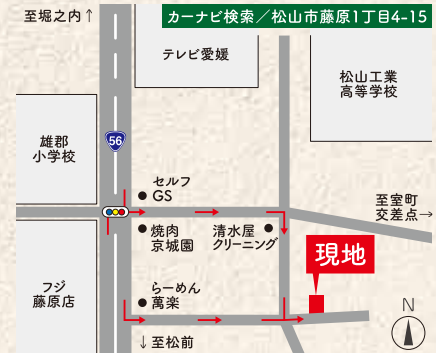 至堀之内↑
カーナビ検索／松山市藤原1丁目4-15
テレビ愛媛
松山工業
高等学校
雄郡
小学校
56
セルフ
GS
至室町
交差点→
焼肉
京城園
清水屋
クリーニング
現地
フジ
藤原店
らーめん
萬楽
N
↓至松前